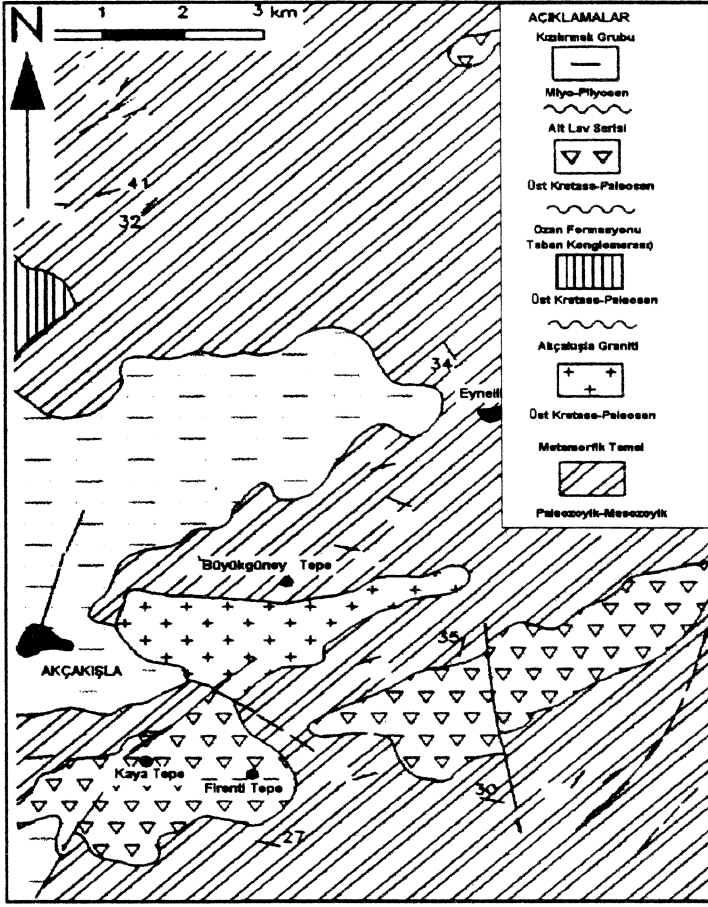 N
1 2 3 km
AÇIKLAMALAR
Kızılırmak Grubu
Miyo-Pliyosen
Alt Lav Serisi
Üst Kretase-Paleosen
Ozan Formasyonu
Taban Konglomerası)
Üst Kretase-Paleosen
Akçakışla Graniti
Üst Kretase-Paleosen
Metamorfik Temel
Paleozoyik-Mesozoyik
41
32
34
Eynelli
Büyükgüney Tepe
35
AKÇAKIŞLA
Kaya Tepe
Firenti Tepe
30
27